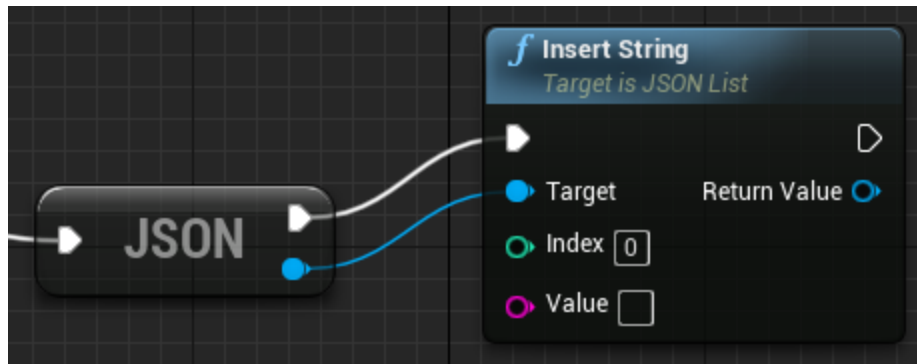 f Insert String
Target is JSON List
JSON
Target
Return Value
Index 0
Value